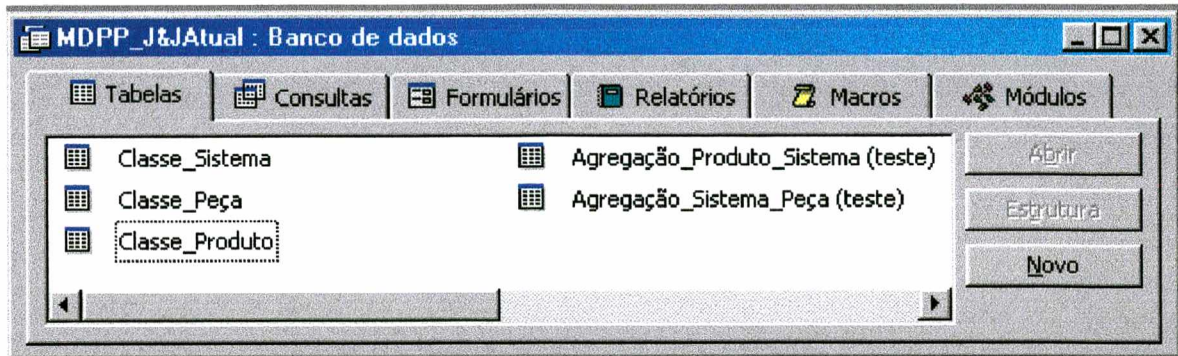 MDPP_J&JAtual : Banco de dados
Tabelas Consultas Formulários Relatórios Macros Módulos
Classe_Sistema Agregação_Produto_Sistema (teste) Abrir
Classe_Peça Agregação_Sistema_Peça (teste) Estrutura
Classe_Produto Novo